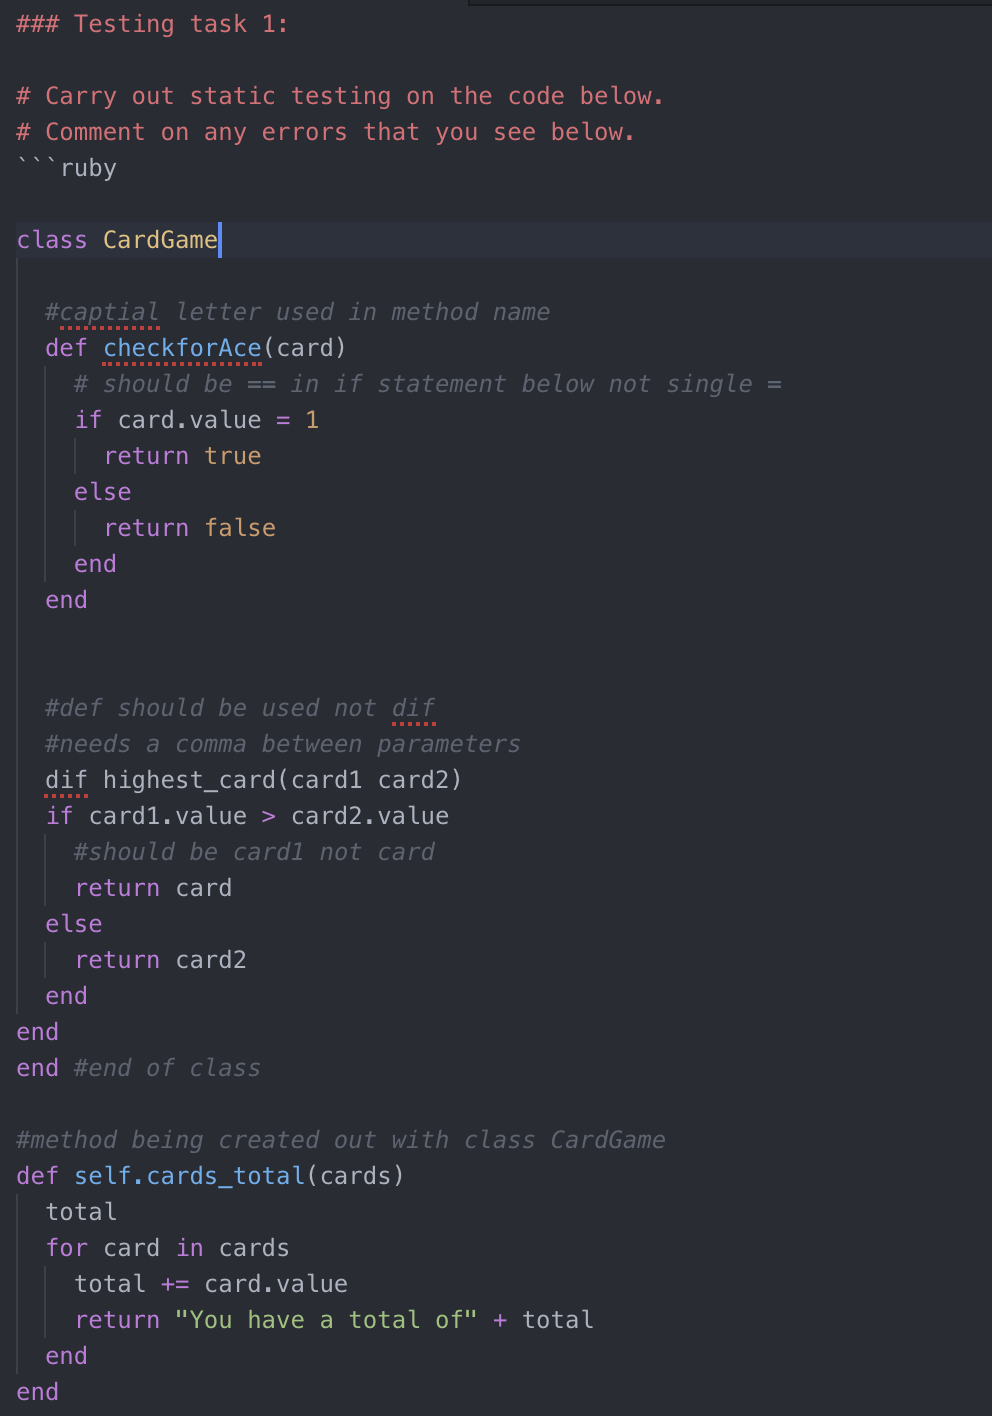 ### Testing task 1:
# Carry out static testing on the code below.
# Comment on any errors that you see below.
```ruby
class CardGame
#captial letter used in method name
def checkforAce(card)
# should be == in if statement below not single =
if card.value = 1
return true
else
return false
end
end
#def should be used not dif
#needs a comma between parameters
dif highest_card(card1 card2)
if card1.value > card2.value
#should be card1 not card
return card
else
return card2
end
end
end #end of class
#method being created out with class CardGame
def self.cards_total(cards)
total
for card in cards
total += card.value
return "You have a total of" + total
end
end